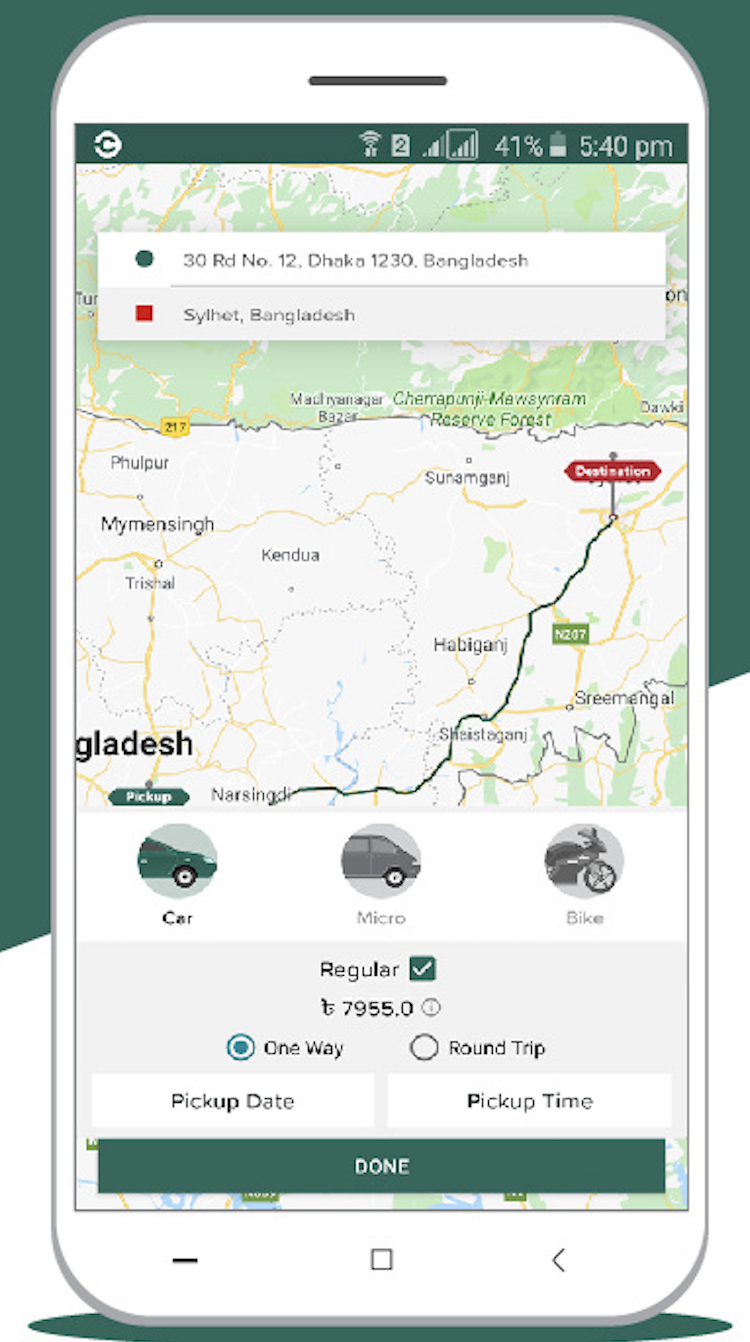 2 41% 5:40 pm
30 Rd No. 12, Dhaka 1230, Bangladesh
Sylhet, Bangladesh
Madhyanagar
Bazar
Cherrapunji-Mawsynram
Reserve Forest
Dawki
217
Phulpur
Sunamganj
Destination
Mymensingh
Kendua
Trishal
N207
Habiganj
Sreemangal
Shaistaganj
gladesh
Pickup
Narsingdi
Car
Micro
Bike
Regular
৳ 7955.0
One Way
Round Trip
Pickup Date
Pickup Time
DONE